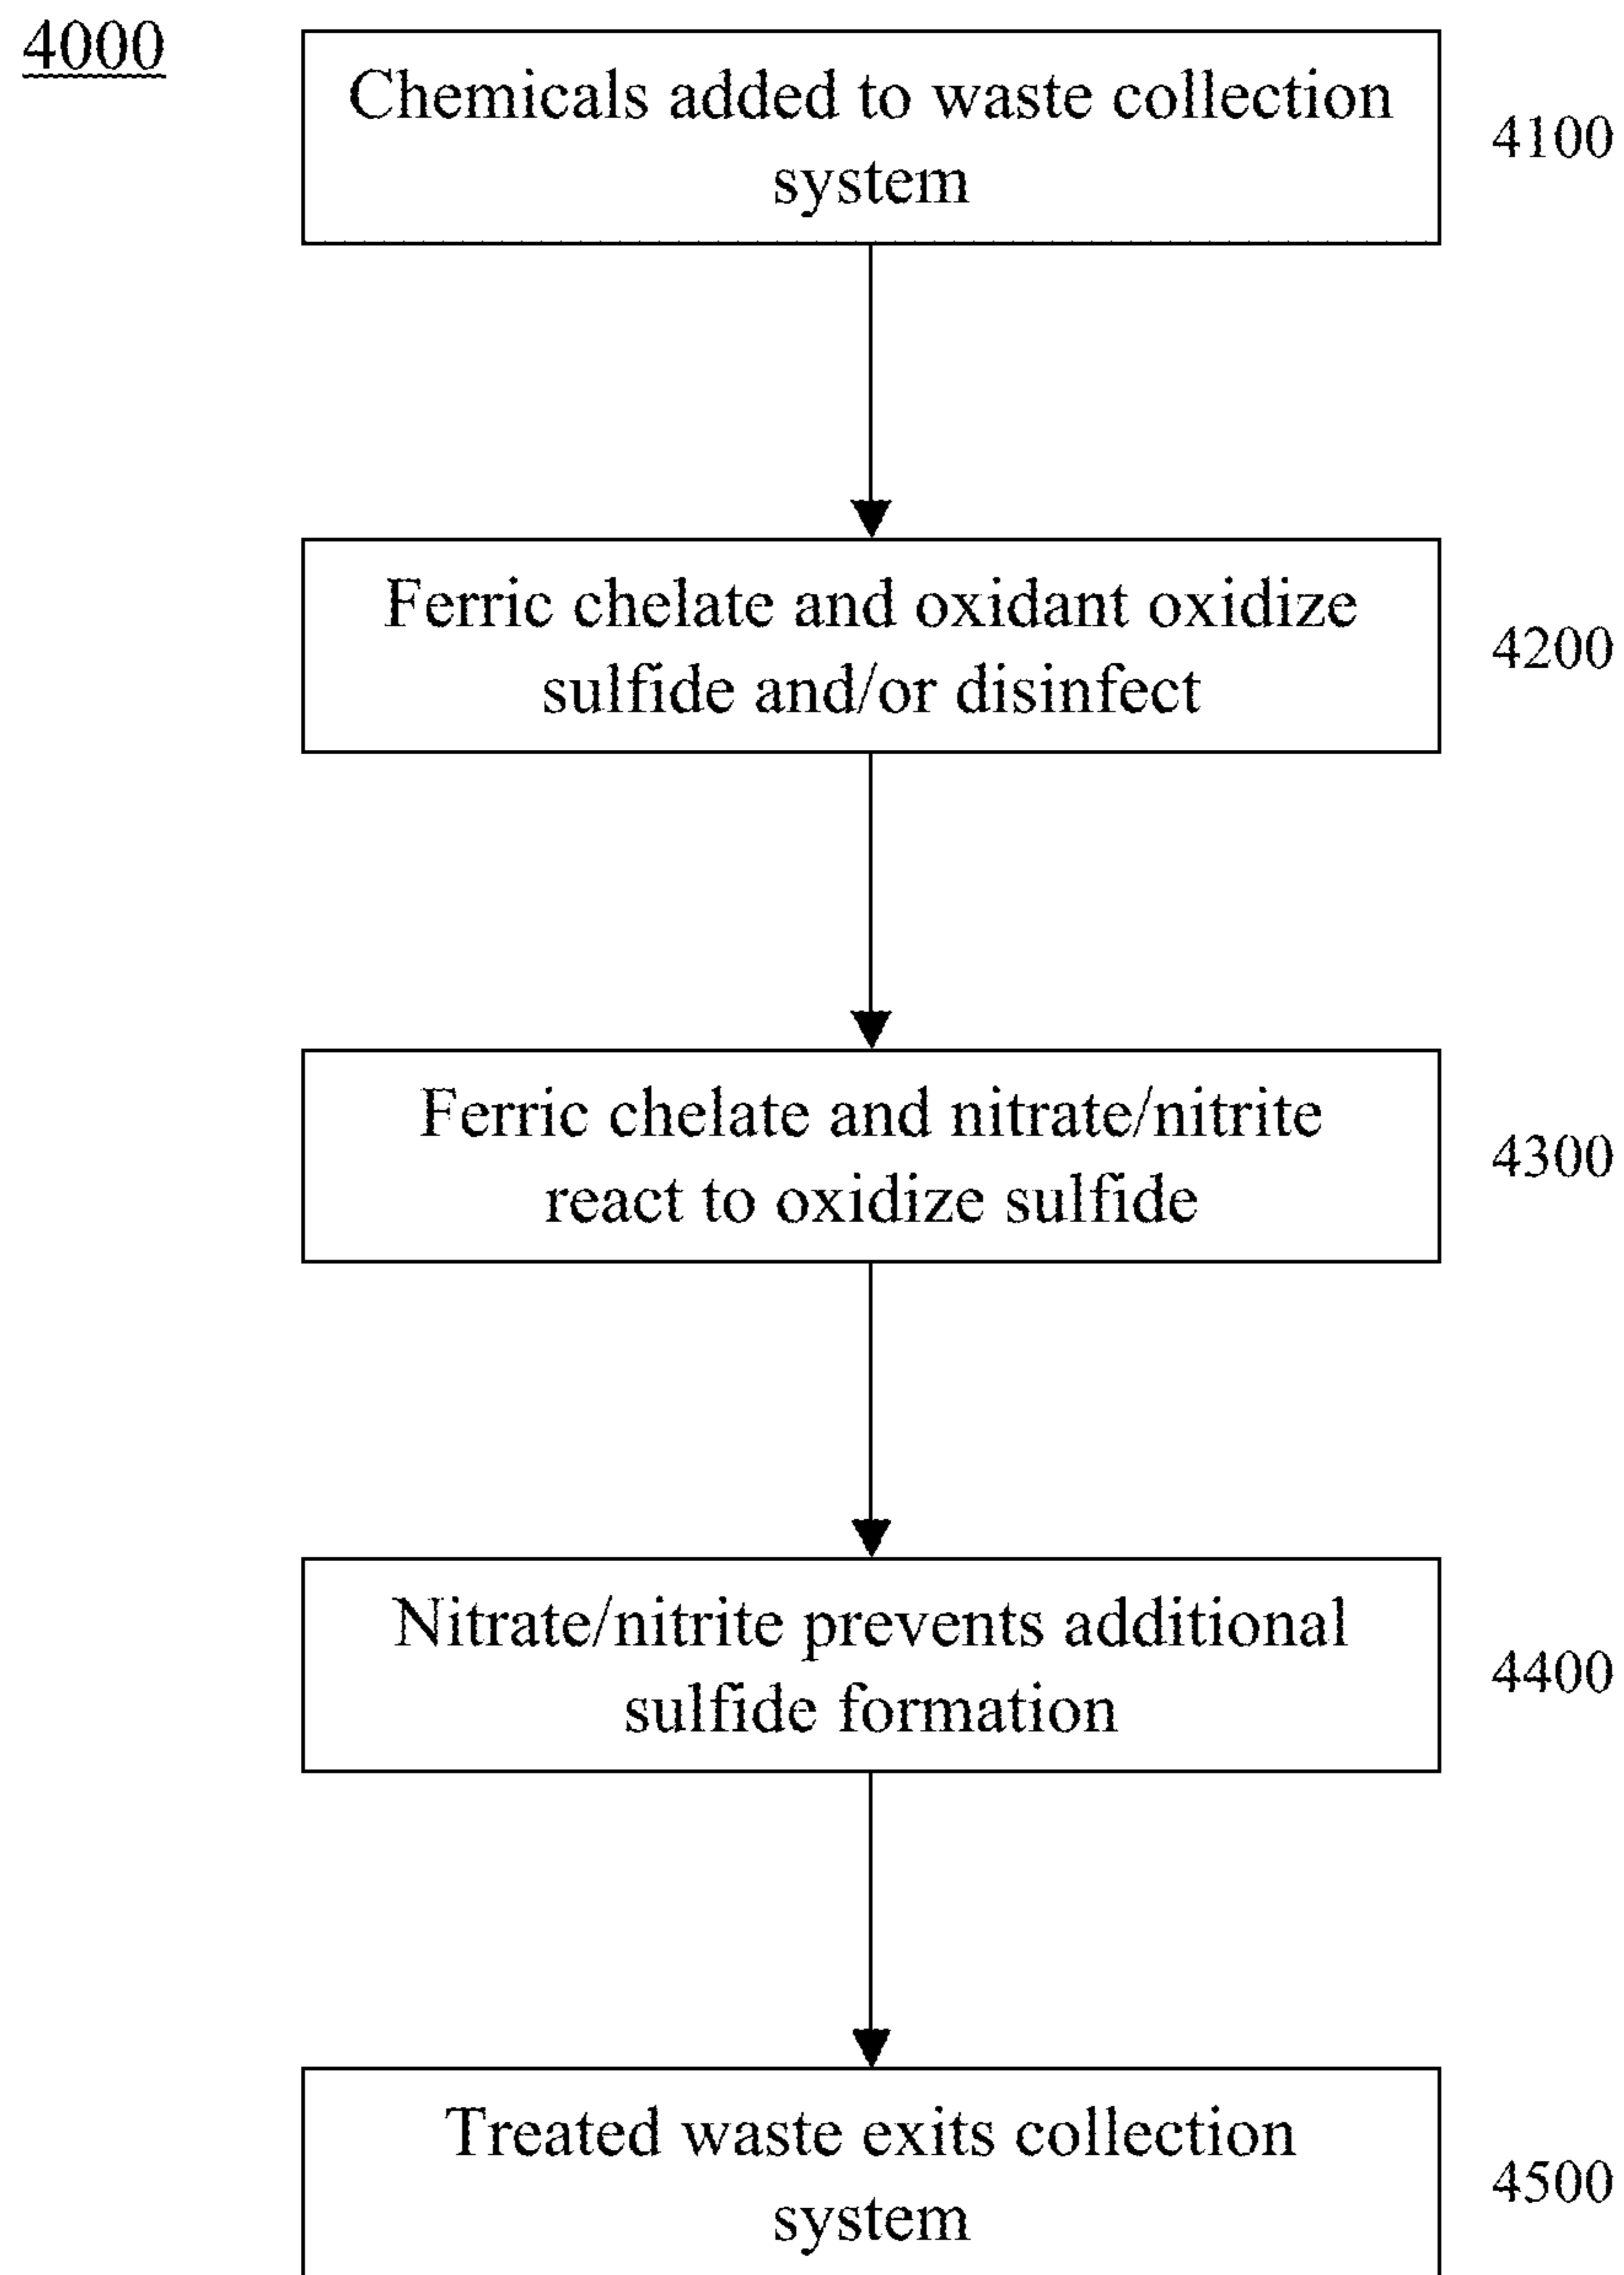 4000
Chemicals added to waste collection
system
4100
Ferric chelate and oxidant oxidize
sulfide and/or disinfect
4200
Ferric chelate and nitrate/nitrite
react to oxidize sulfide
4300
Nitrate/nitrite prevents additional
sulfide formation
4400
Treated waste exits collection
system
4500